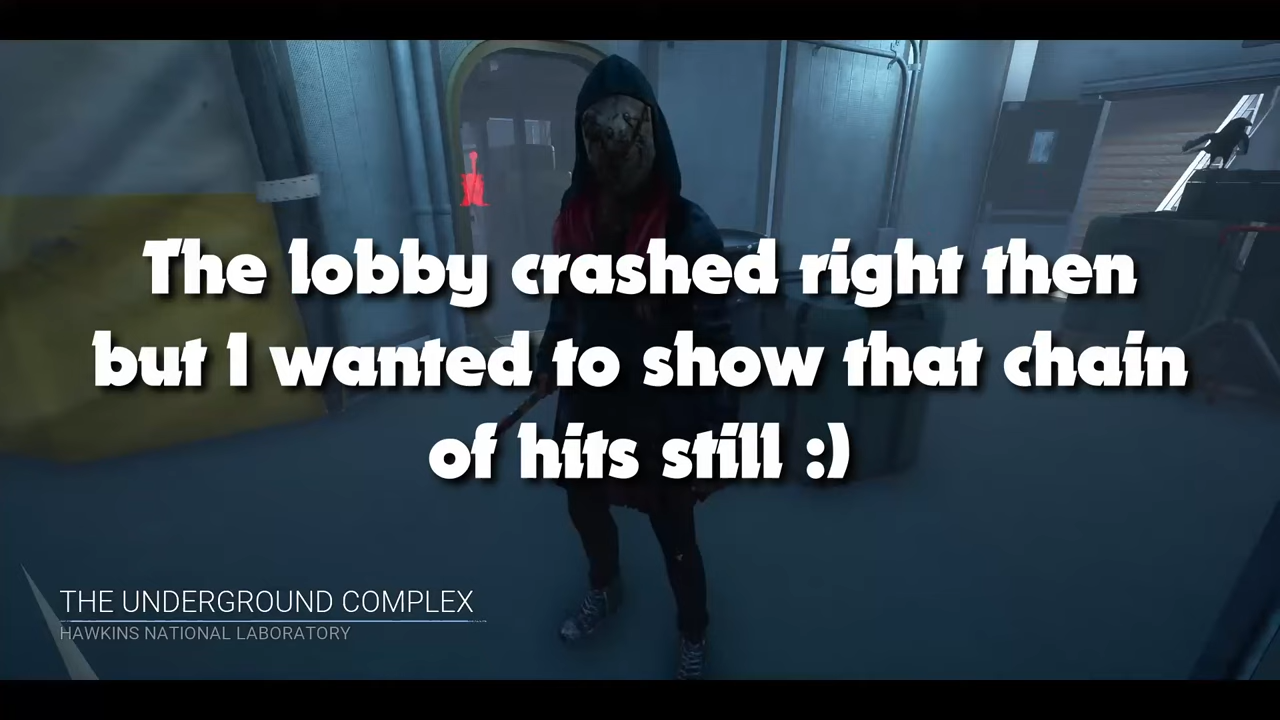 The lobby crashed right then
but I wanted to show that chain
of hits still :)
THE UNDERGROUND COMPLEX
HAWKINS NATIONAL LABORATORY